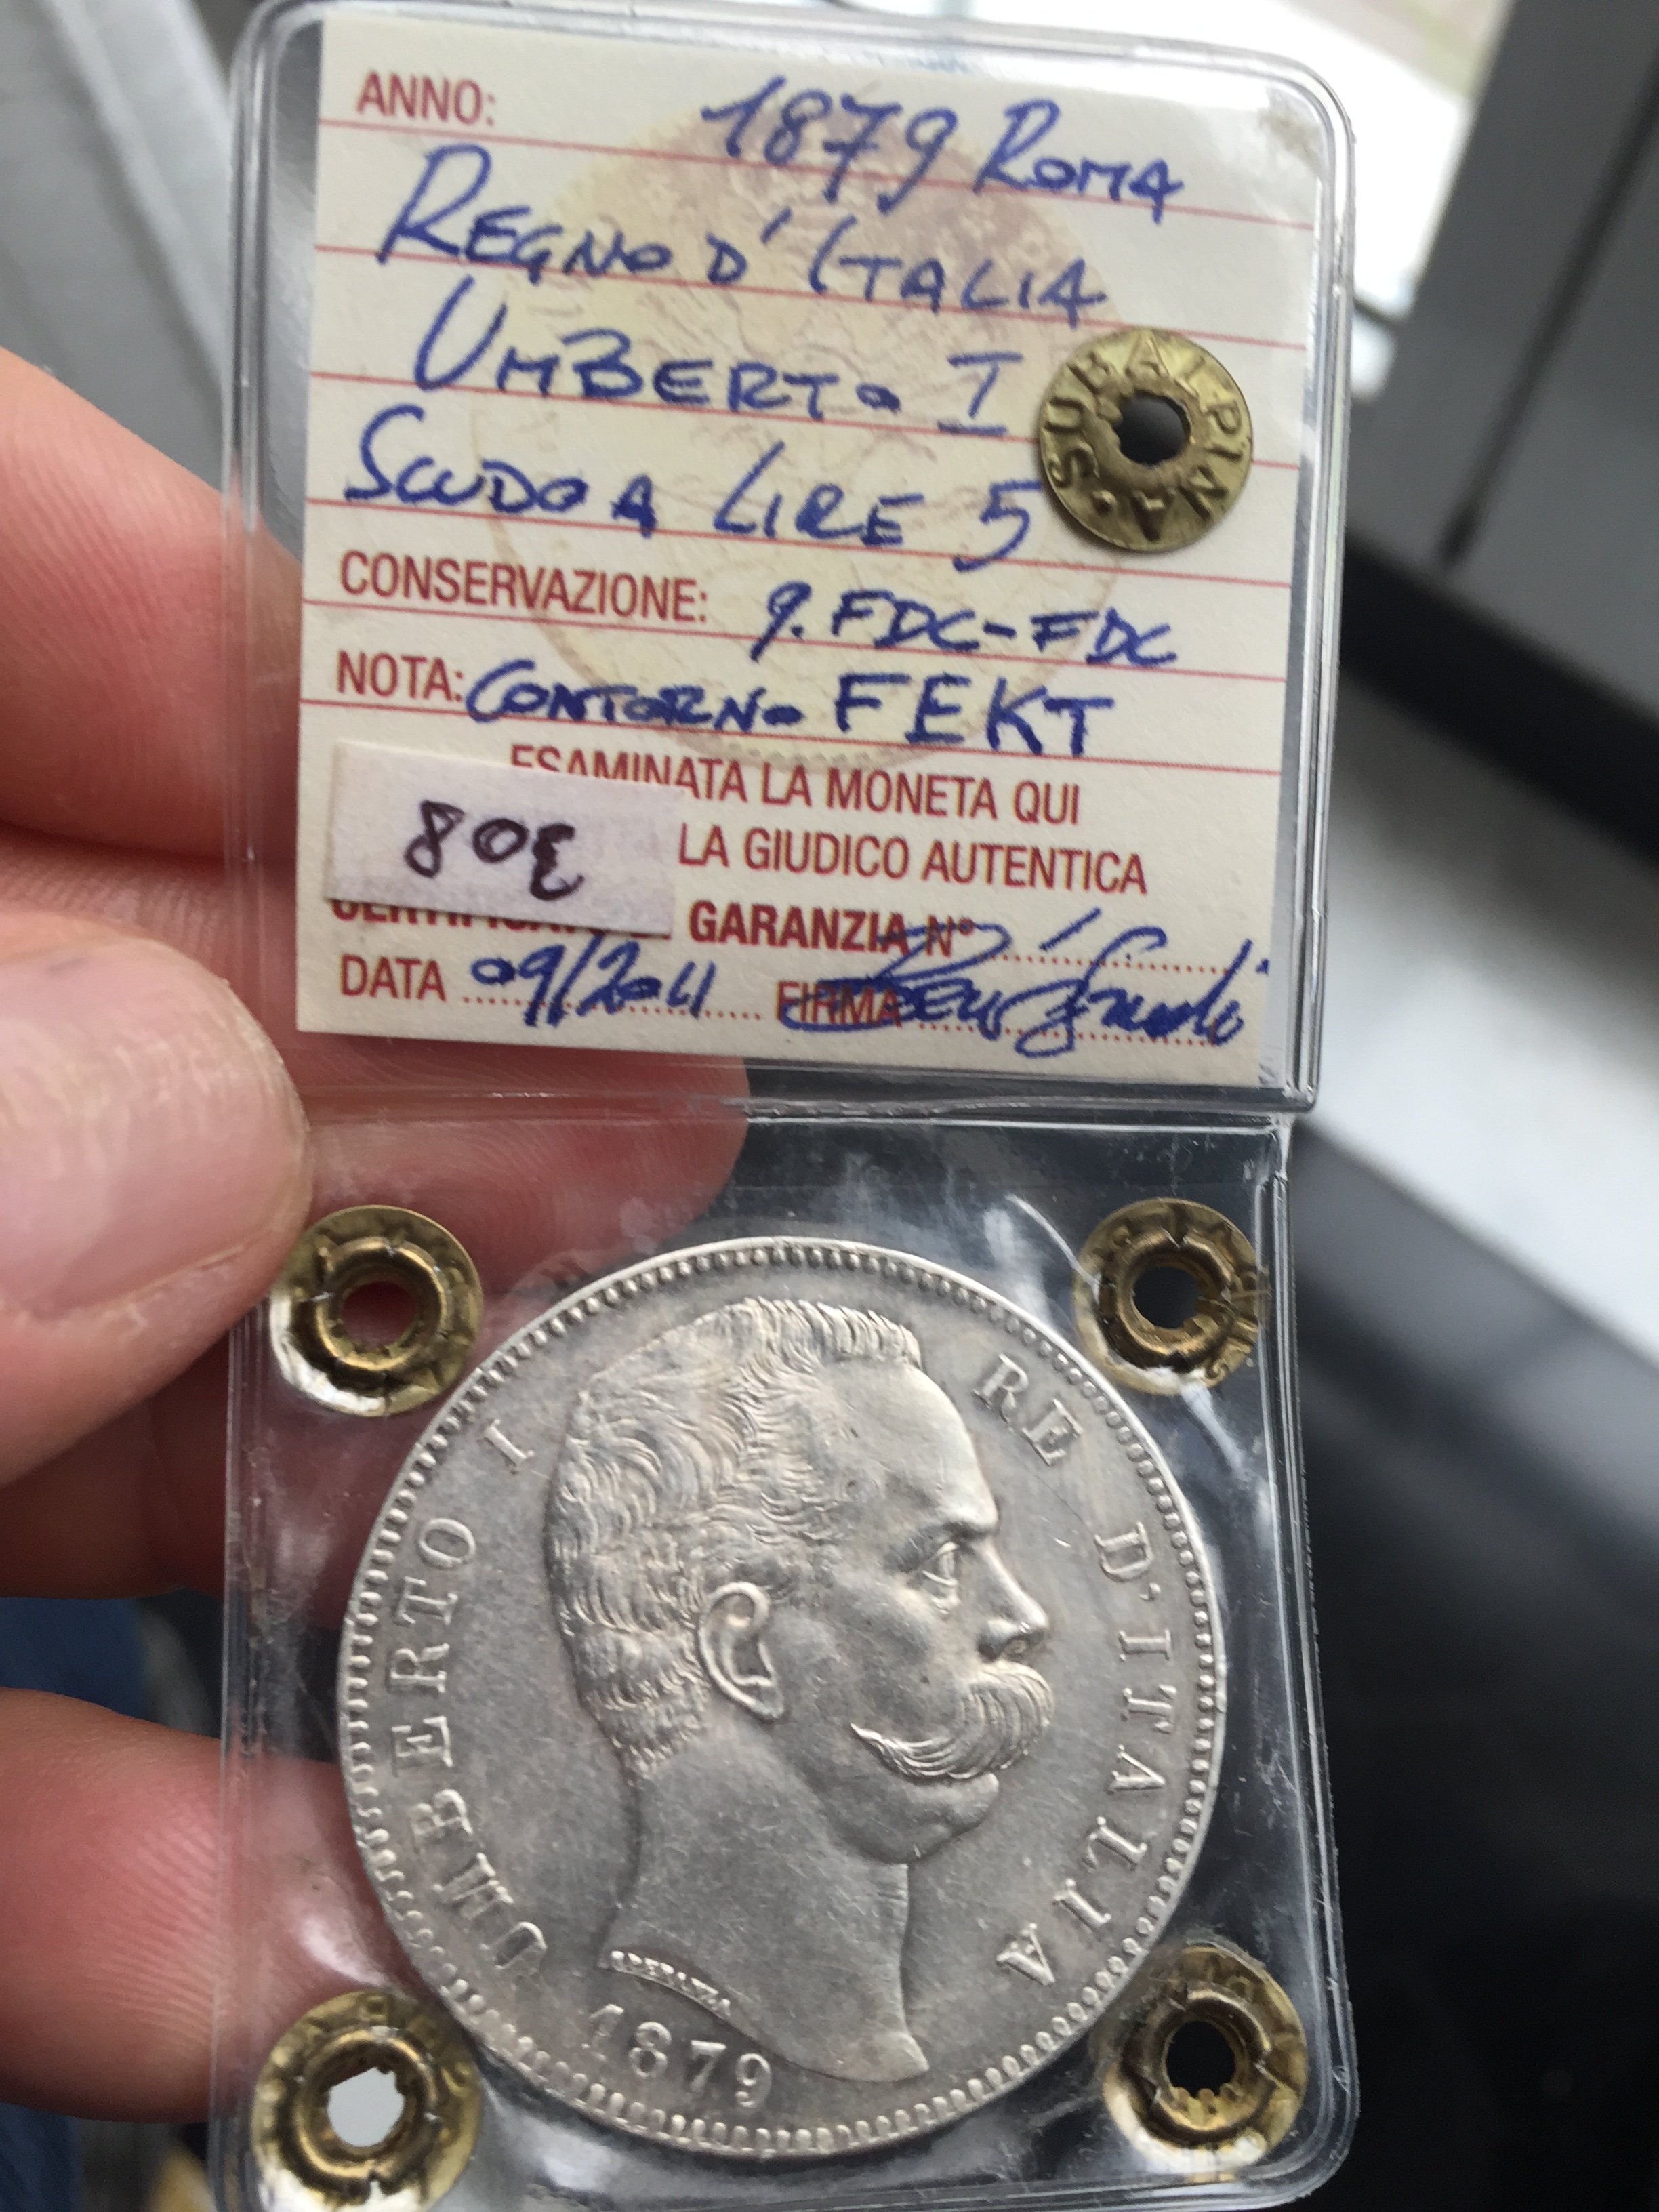 ANNO: 1879 ROMA
REGNO D'ITALIA
UMBERTO I
SCUDO A LIRE 5
SUBALPINA
CONSERVAZIONE: q. FDC-FDC
NOTA: CONTORNO FEKT
ESAMINATA LA MONETA QUI
80€
LA GIUDICO AUTENTICA
GARANZIA N°
DATA 09/2011 FIRMA
UMBERTO I RE D'ITALIA
SPERANZA
1879